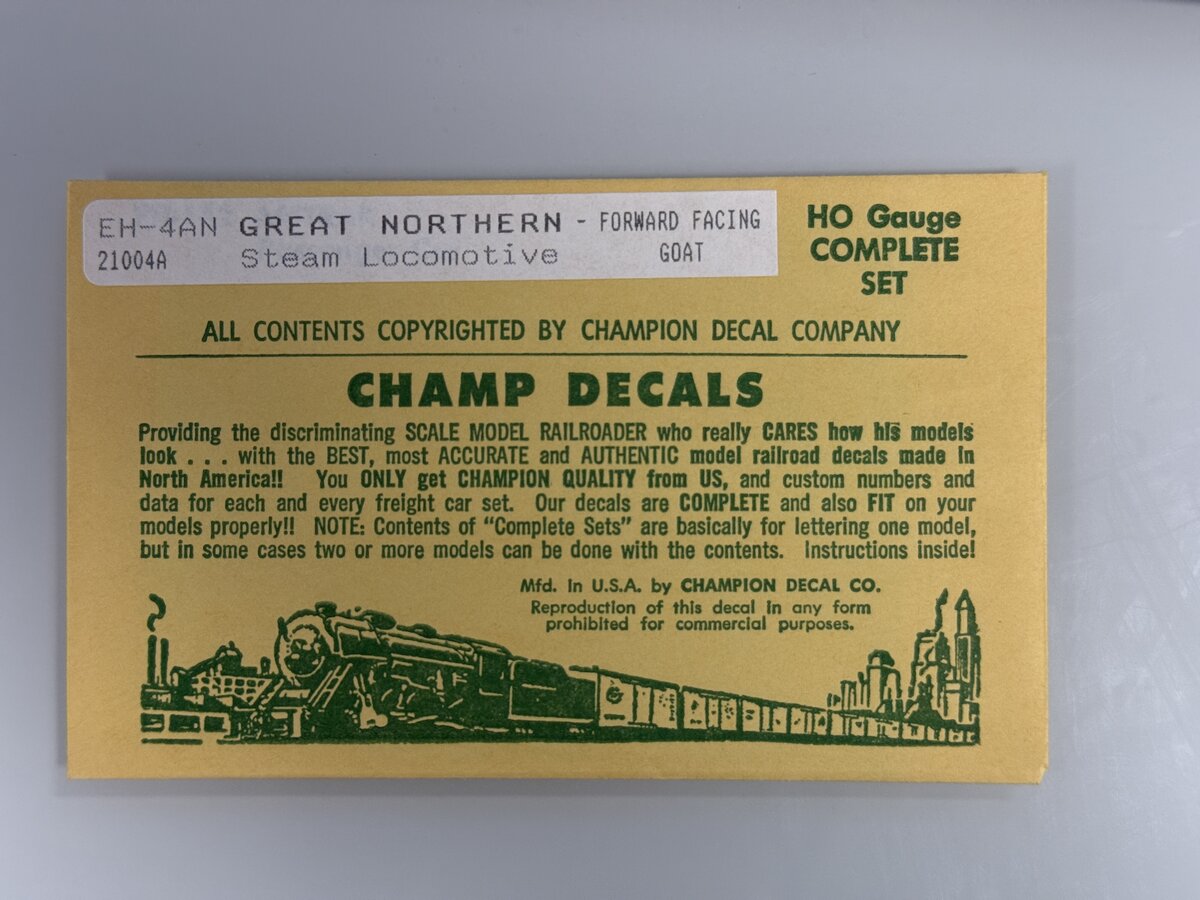 EH-4AN GREAT NORTHERN - FORWARD FACING
21004A Steam Locomotive GOAT
HO Gauge
COMPLETE
SET
ALL CONTENTS COPYRIGHTED BY CHAMPION DECAL COMPANY
CHAMP DECALS
Providing the discriminating SCALE MODEL RAILROADER who really CARES how his models
look . . . with the BEST, most ACCURATE and AUTHENTIC model railroad decals made in
North America!! You ONLY get CHAMPION QUALITY from US, and custom numbers and
data for each and every freight car set. Our decals are COMPLETE and also FIT on your
models properly!! NOTE: Contents of "Complete Sets" are basically for lettering one model,
but in some cases two or more models can be done with the contents. Instructions inside!
Mfd. in U.S.A. by CHAMPION DECAL CO.
Reproduction of this decal in any form
prohibited for commercial purposes.